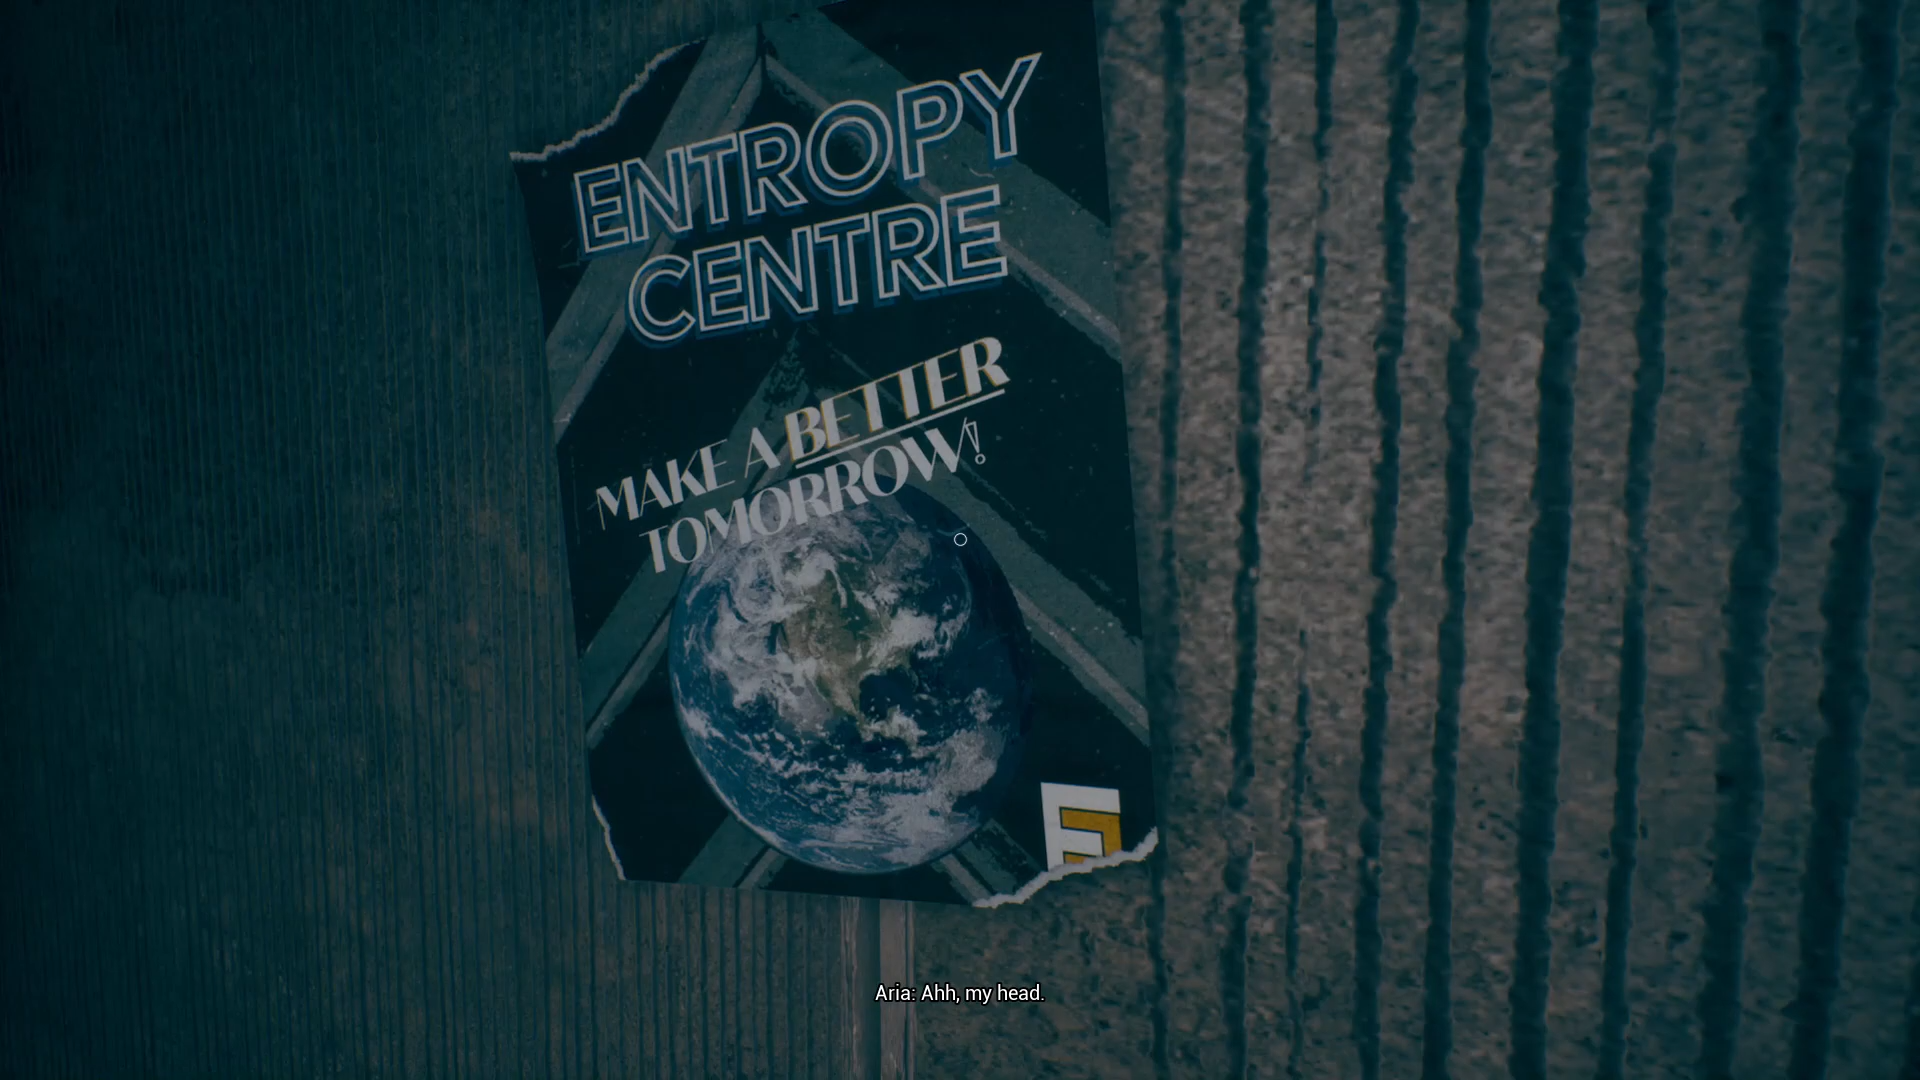 ENTROPY
CENTRE
MAKE A BETTER
TOMORROW!
E
Aria: Ahh, my head.